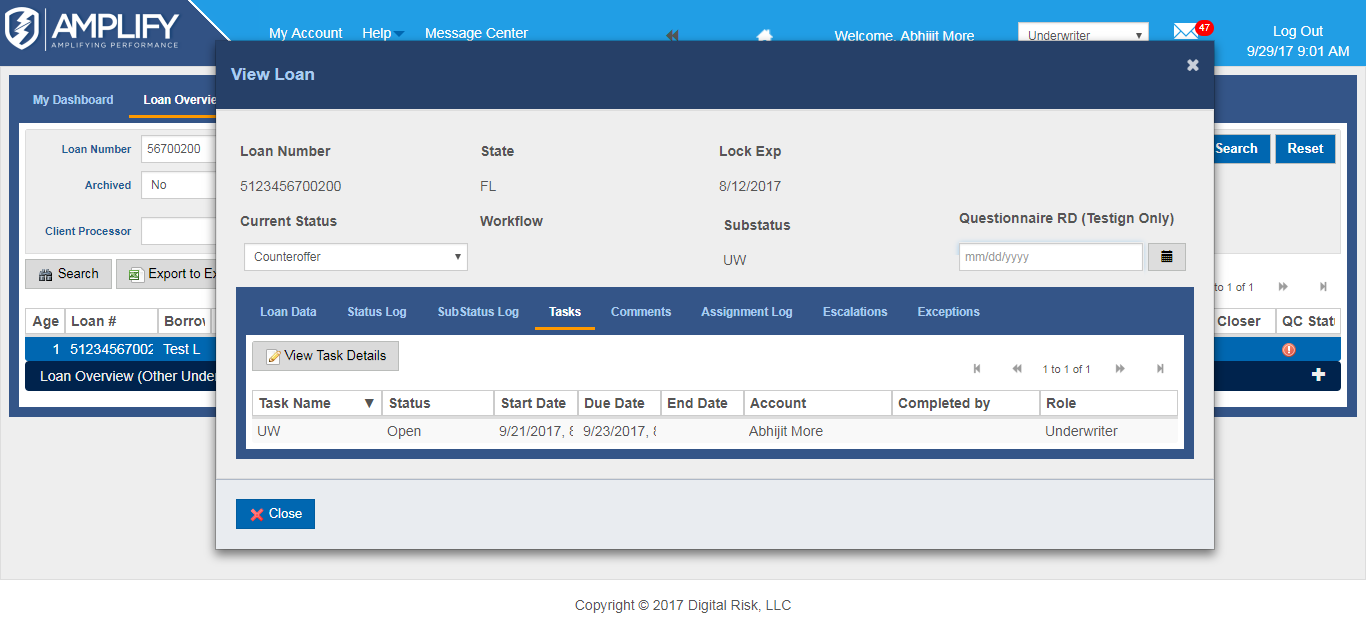 AMPLIFY
AMPLIFYING PERFORMANCE
My Account Help Message Center Welcome, Abhijit More Underwriter 47 Log Out
9/29/17 9:01 AM
View Loan
My Dashboard Loan Overvie
Loan Number 56700200 Search Reset
Archived No
Client Processor
Search Export to Ex to 1 of 1
Age Loan # Borrov Closer QC Statu
1 51234567002 Test L
Loan Overview (Other Under
Loan Number State Lock Exp
5123456700200 FL 8/12/2017
Current Status Workflow Substatus Questionnaire RD (Testign Only)
Counteroffer UW mm/dd/yyyy
Loan Data Status Log SubStatus Log Tasks Comments Assignment Log Escalations Exceptions
View Task Details
1 to 1 of 1
Task Name Status Start Date Due Date End Date Account Completed by Role
UW Open 9/21/2017, 9/23/2017, Abhijit More Underwriter
Close
Copyright © 2017 Digital Risk, LLC